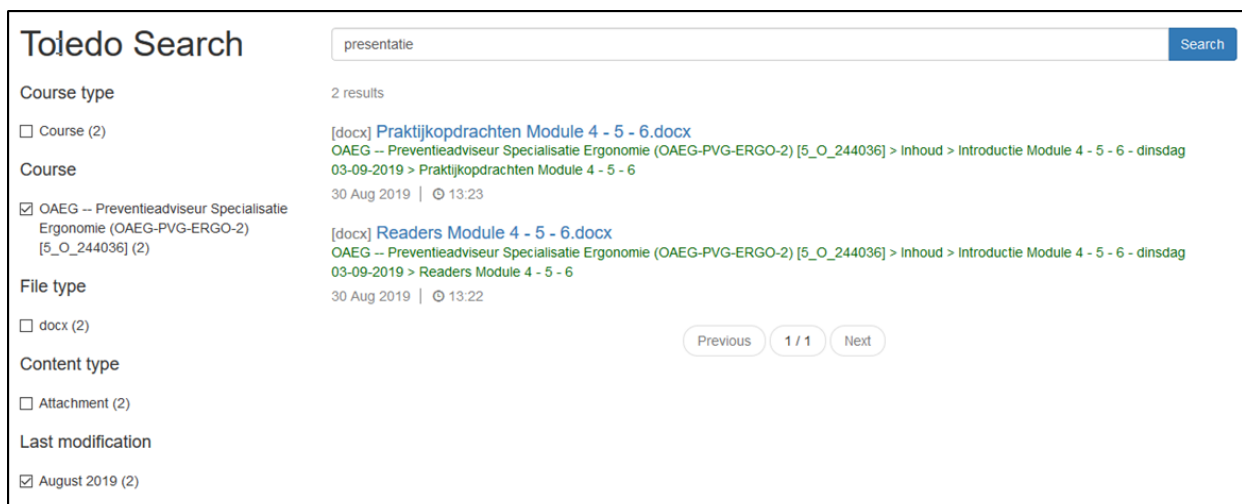 Toledo Search
Course type
Course (2)
Course
OAEG -- Preventieadviseur Specialisatie
Ergonomie (OAEG-PVG-ERGO-2)
[5_O_244036] (2)
File type
docx (2)
Content type
Attachment (2)
Last modification
August 2019 (2)
presentatie
Search
2 results
[docx] Praktijkopdrachten Module 4 - 5 - 6.docx
OAEG -- Preventieadviseur Specialisatie Ergonomie (OAEG-PVG-ERGO-2) [5_O_244036] > Inhoud > Introductie Module 4 - 5 - 6 - dinsdag
03-09-2019 > Praktijkopdrachten Module 4 - 5 - 6
30 Aug 2019 | 13:23
[docx] Readers Module 4 - 5 - 6.docx
OAEG -- Preventieadviseur Specialisatie Ergonomie (OAEG-PVG-ERGO-2) [5_O_244036] > Inhoud > Introductie Module 4 - 5 - 6 - dinsdag
03-09-2019 > Readers Module 4 - 5 - 6
30 Aug 2019 | 13:22
Previous 1 / 1 Next